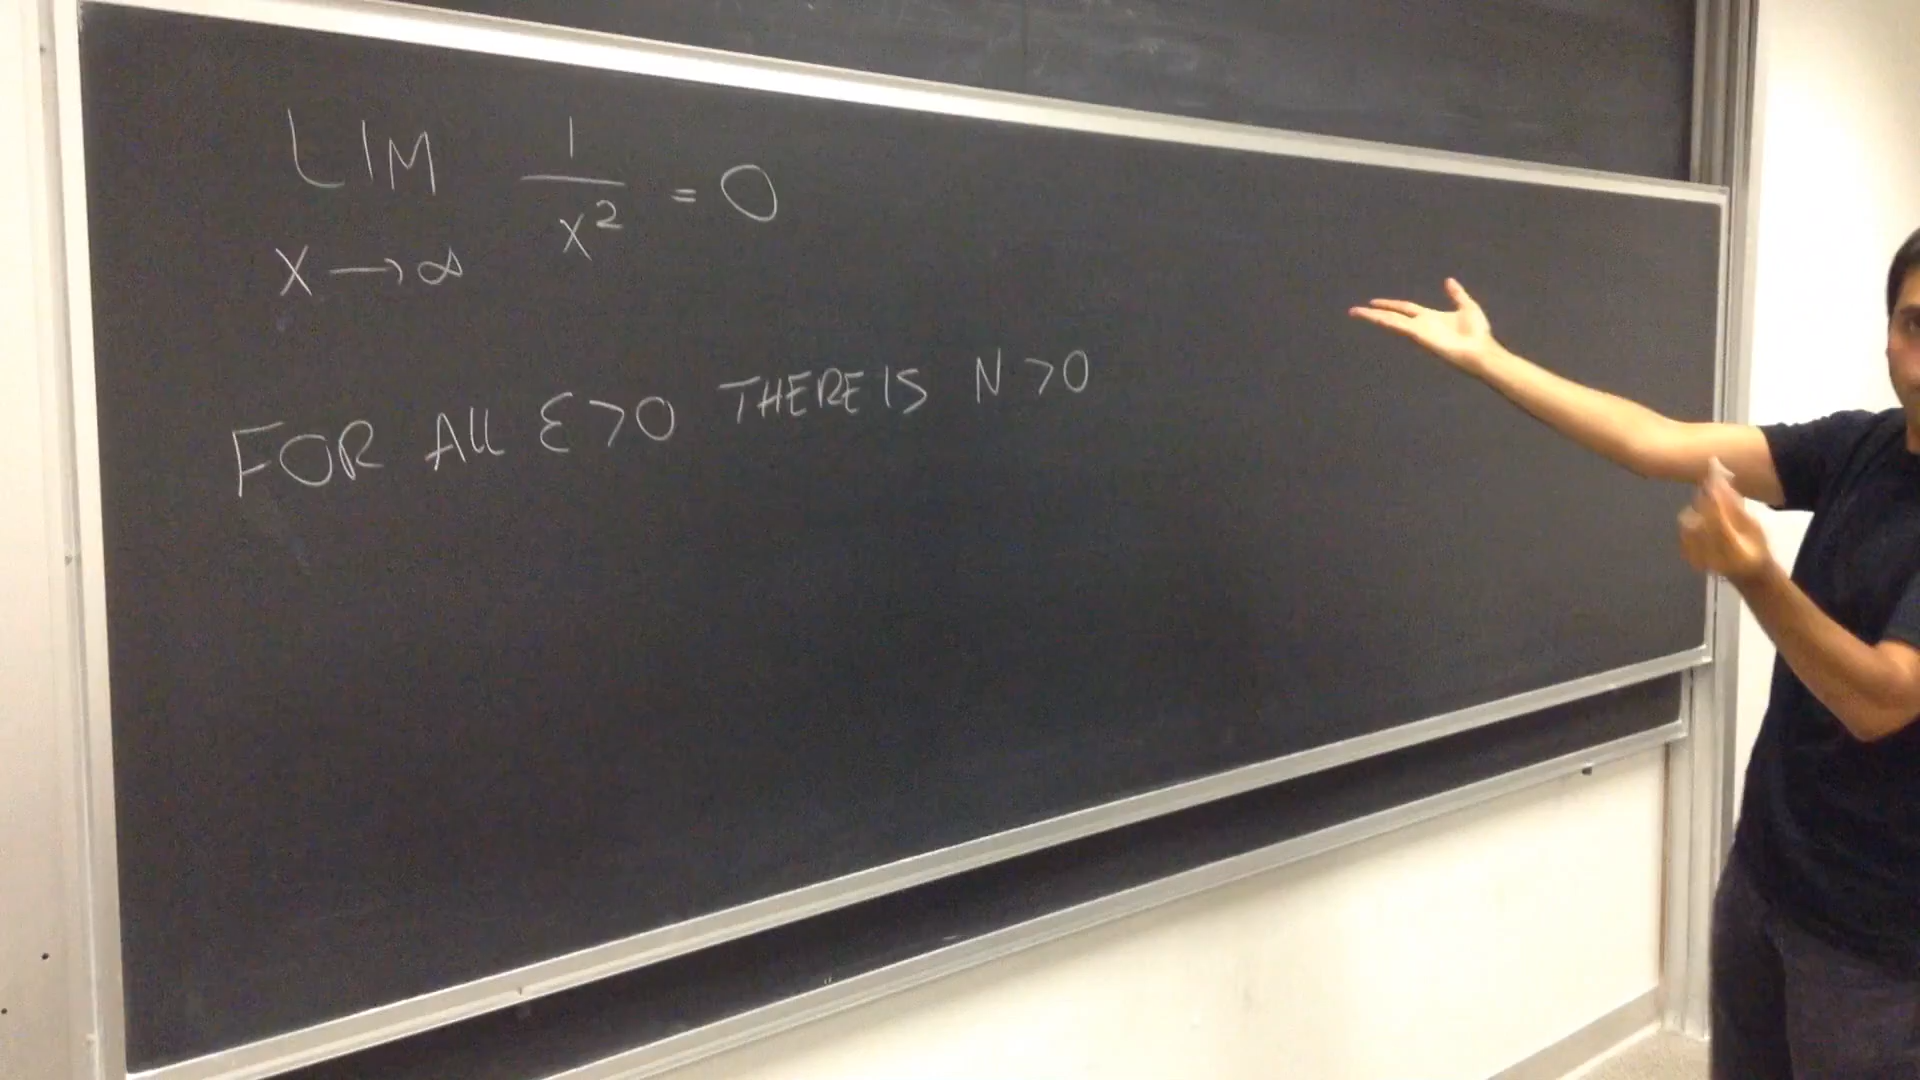 LIM 1/x² = 0
X → ∞
FOR ALL ε > 0 THERE IS N > 0